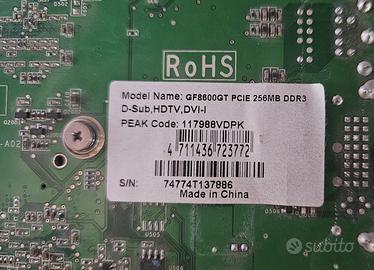 RoHS
Model Name: GF8600GT PCIE 256MB DDR3
D-Sub,HDTV,DVI-I
PEAK Code: 117988VDPK
4 711436 723772
S/N: 74774T137886
Made in China
subito